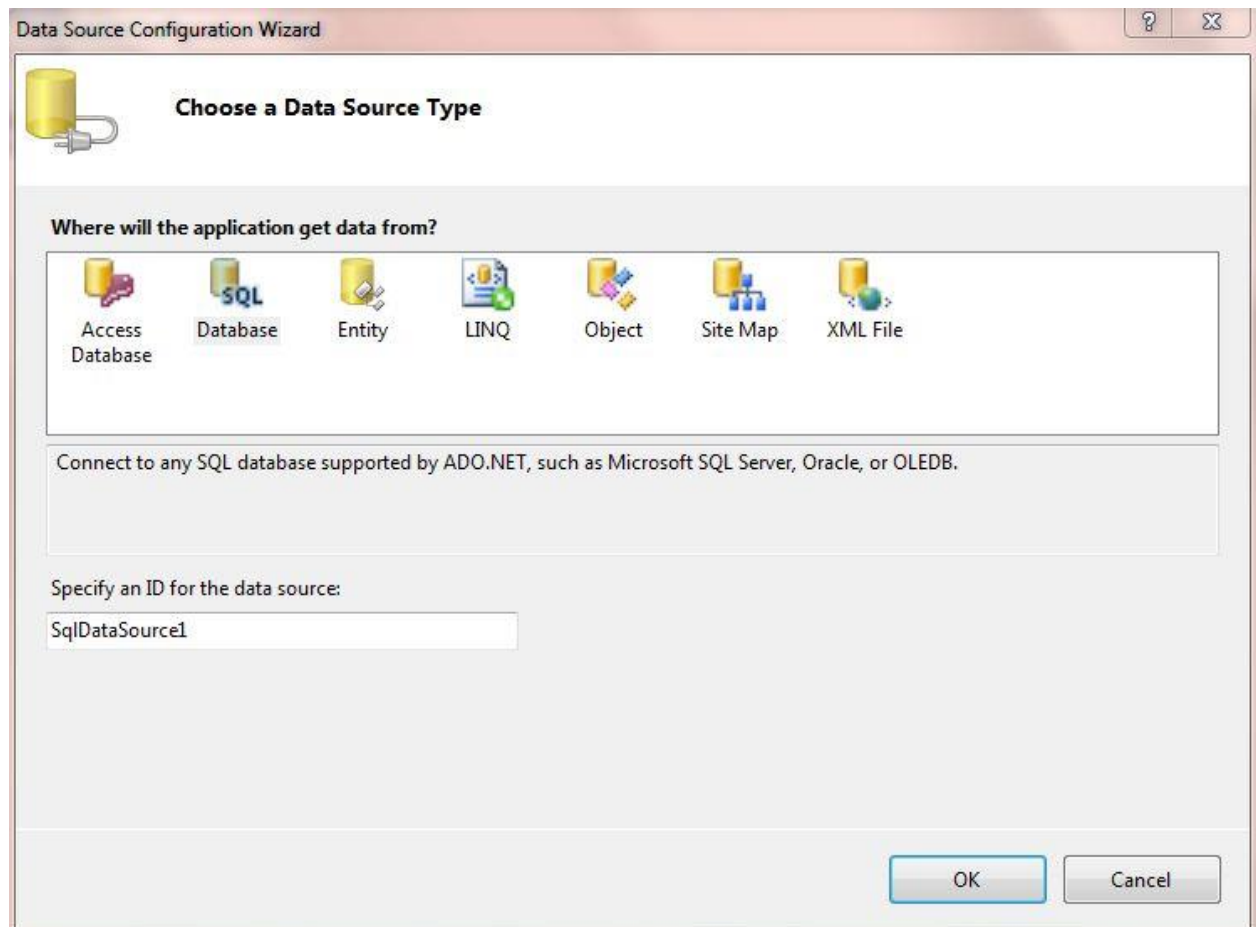 Data Source Configuration Wizard
Choose a Data Source Type
Where will the application get data from?
Access Database
SQL
Database
Entity
LINQ
Object
Site Map
XML File
Connect to any SQL database supported by ADO.NET, such as Microsoft SQL Server, Oracle, or OLEDB.
Specify an ID for the data source:
SqlDataSource1
OK
Cancel